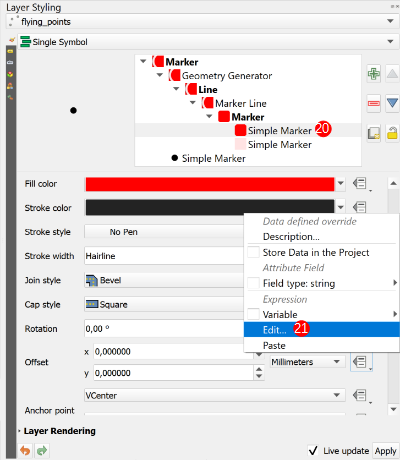 Layer Styling
flying_points
Single Symbol
Marker
Geometry Generator
Line
Marker Line
Marker
Simple Marker 20
Simple Marker
Simple Marker
Fill color
Stroke color
Stroke style No Pen
Stroke width Hairline
Join style Bevel
Cap style Square
Rotation 0,00 °
Offset x 0,000000 Millimeters
y 0,000000
VCenter
Anchor point
Data defined override
Description...
Store Data in the Project
Attribute Field
Field type: string
Expression
Variable
Edit... 21
Paste
Layer Rendering
Live update Apply